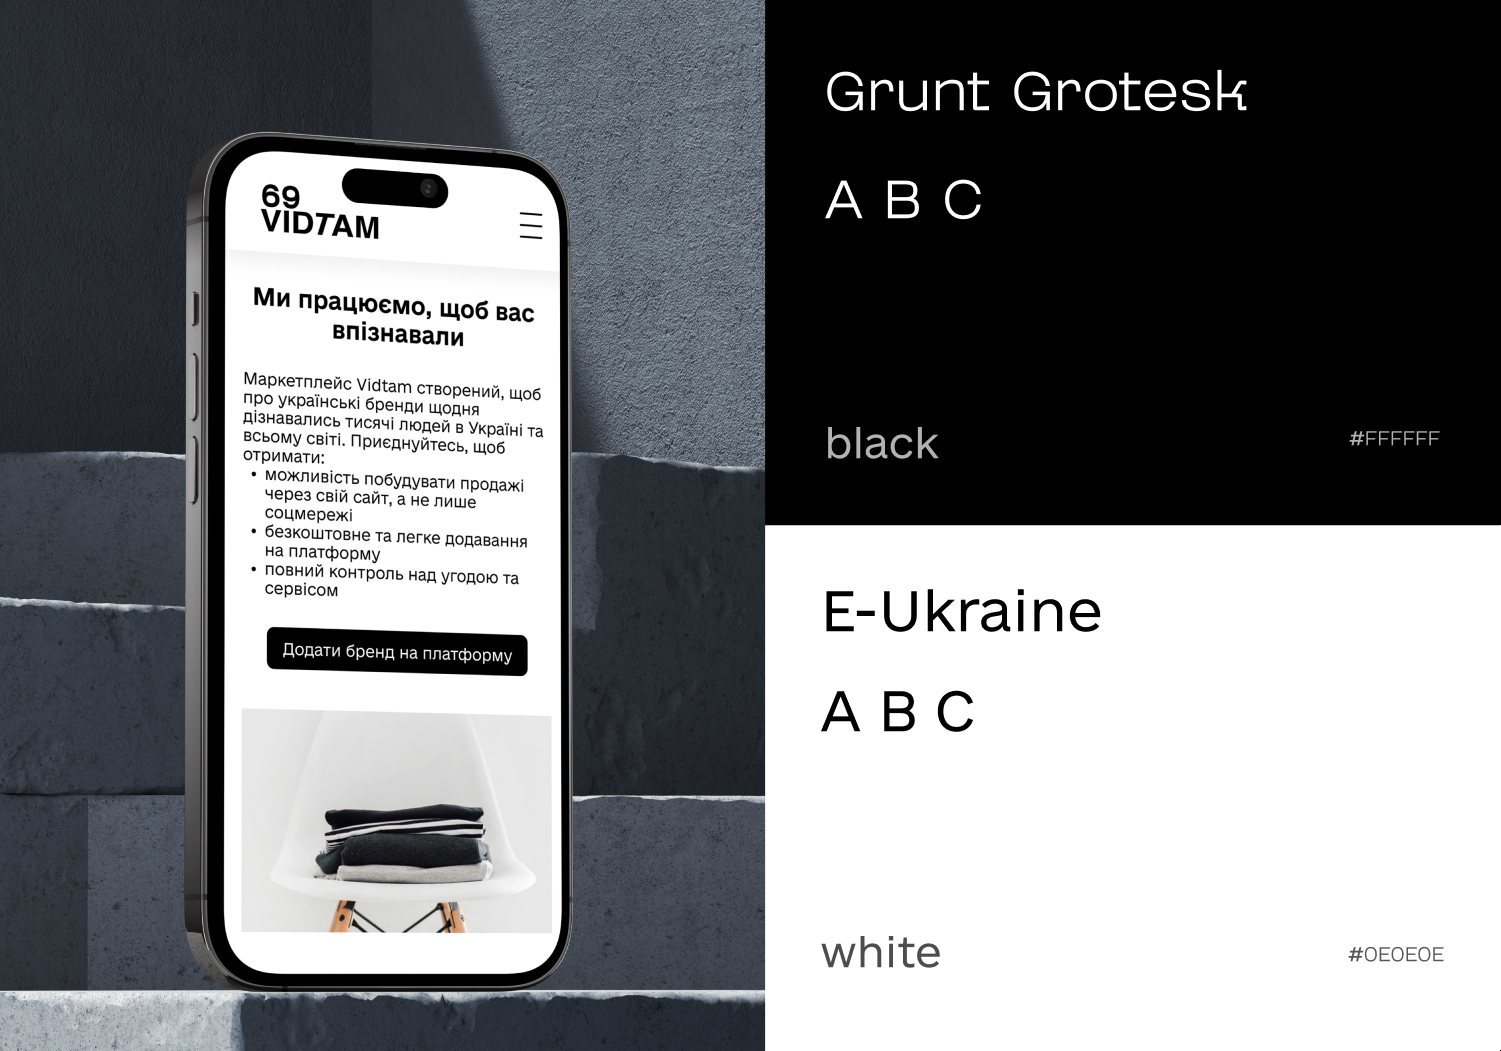 69
VIDTAM
Ми працюємо, щоб вас
впізнавали
Маркетплейс Vidtam створений, щоб
про українські бренди щодня
дізнавались тисячі людей в Україні та
всьому світі. Приєднуйтесь, щоб
отримати:
• можливість побудувати продажі
через свій сайт, а не лише
соцмережі
• безкоштовне та легке додавання
на платформу
• повний контроль над угодою та
сервісом
Додати бренд на платформу
Grunt Grotesk
A B C
black
#FFFFFF
E-Ukraine
A B C
white
#0E0E0E